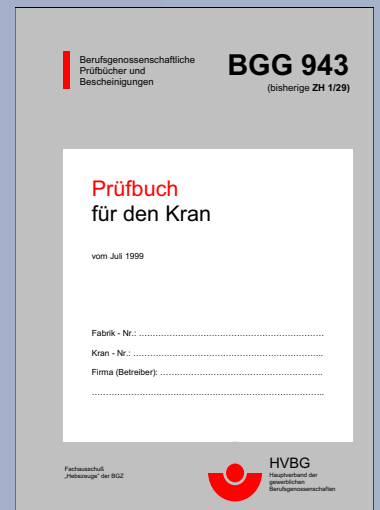 Berufsgenossenschaftliche
Prüfbücher und
Bescheinigungen
BGG 943
(bisherige ZH 1/29)
Prüfbuch
für den Kran
vom Juli 1999
Fabrik - Nr.: ................................................................
Kran - Nr.: ..................................................................
Firma (Betreiber): ........................................................
................................................................................
Fachausschuß
„Hebezeuge" der BGZ
HVBG
Hauptverband der
gewerblichen
Berufsgenossenschaften